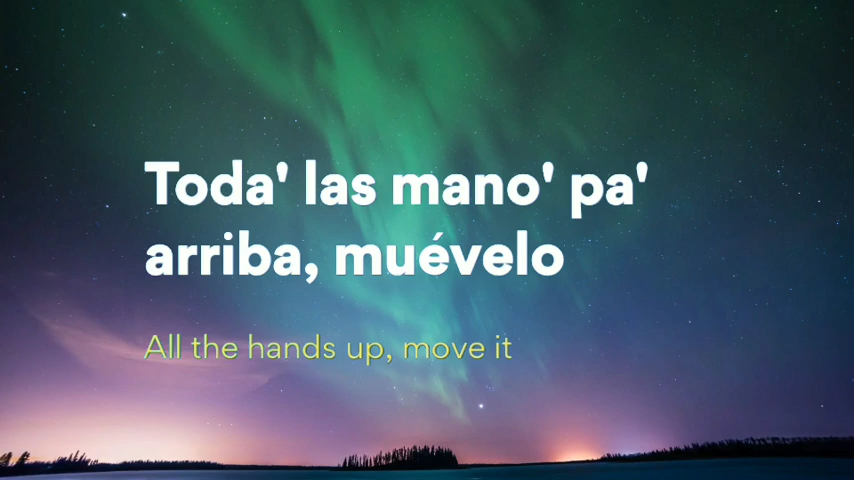 Toda' las mano' pa'
arriba, muévelo
All the hands up, move it